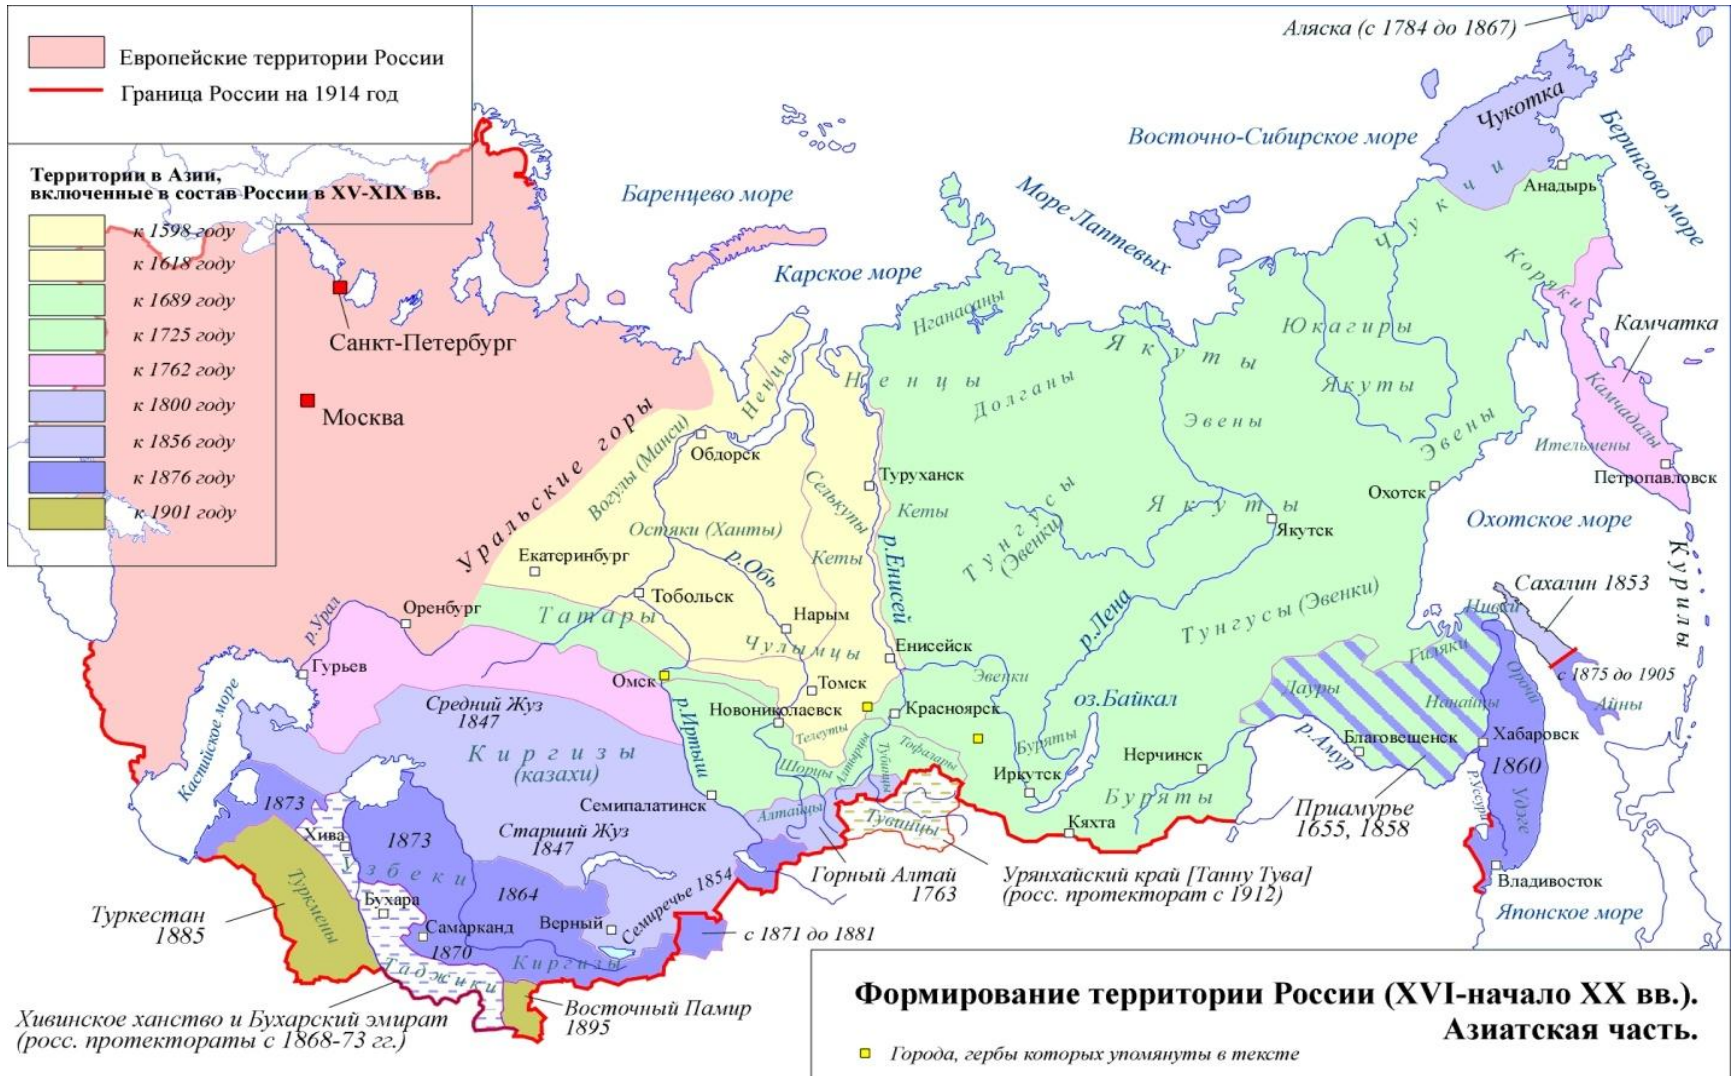 Европейские территории России
Граница России на 1914 год
Территории в Азии,
включенные в состав России в XV-XIX вв.
к 1598 году
к 1618 году
к 1689 году
к 1725 году
к 1762 году
к 1800 году
к 1856 году
к 1876 году
к 1901 году
Аляска (с 1784 до 1867)
Чукотка
Восточно-Сибирское море
Берингово море
Баренцево море
Море Лаптевых
Карское море
Чукчи
Анадырь
Коряки
Камчатка
Санкт-Петербург
Москва
Нганасаны
Юкагиры
Якуты
Якуты
Ненцы
Ненцы
Долганы
Эвены
Эвены
Камчадалы
Ительмены
Петропавловск
Уральские горы
Вогулы (Манси)
Обдорск
Остяки (Ханты)
Селькупы
Туруханск
Кеты
Кеты
Тунгусы
(Эвенки)
Якуты
Якутск
Охотск
Охотское море
Курилы
Екатеринбург
р.Обь
р.Енисей
Тобольск
Татары
Нарым
Чулымцы
р.Лена
Тунгусы (Эвенки)
Сахалин 1853
Нивхи
Гиляки
Орочи
с 1875 до 1905
Айны
Оренбург
р.Урал
Гурьев
Енисейск
Эвенки
Омск
Томск
р.Иртыш
Новониколаевск
Красноярск
оз.Байкал
Дауры
Нанайцы
Хабаровск
1860
Удэге
р.Уссури
р.Амур
Благовещенск
Приамурье
1655, 1858
Средний Жуз
1847
Киргизы
(казахи)
Каспийское море
Телеуты
Шорцы
Алтырцы
Тубинцы
Тофалары
Буряты
Иркутск
Нерчинск
Буряты
Кяхта
Семипалатинск
Алтайцы
Тувинцы
1873
Хива
1873
Узбеки
Старший Жуз
1847
1864
Семиречье 1854
Верный
Горный Алтай
1763
Урянхайский край [Танну Тува]
(росс. протекторат с 1912)
Владивосток
Японское море
Туркестан
1885
Туркмены
Бухара
Самарканд
1870
Таджики
Киргизы
с 1871 до 1881
Восточный Памир
1895
Хивинское ханство и Бухарский эмират
(росс. протектораты с 1868-73 гг.)
Формирование территории России (XVI-начало XX вв.).
Азиатская часть.
Города, гербы которых упомянуты в тексте